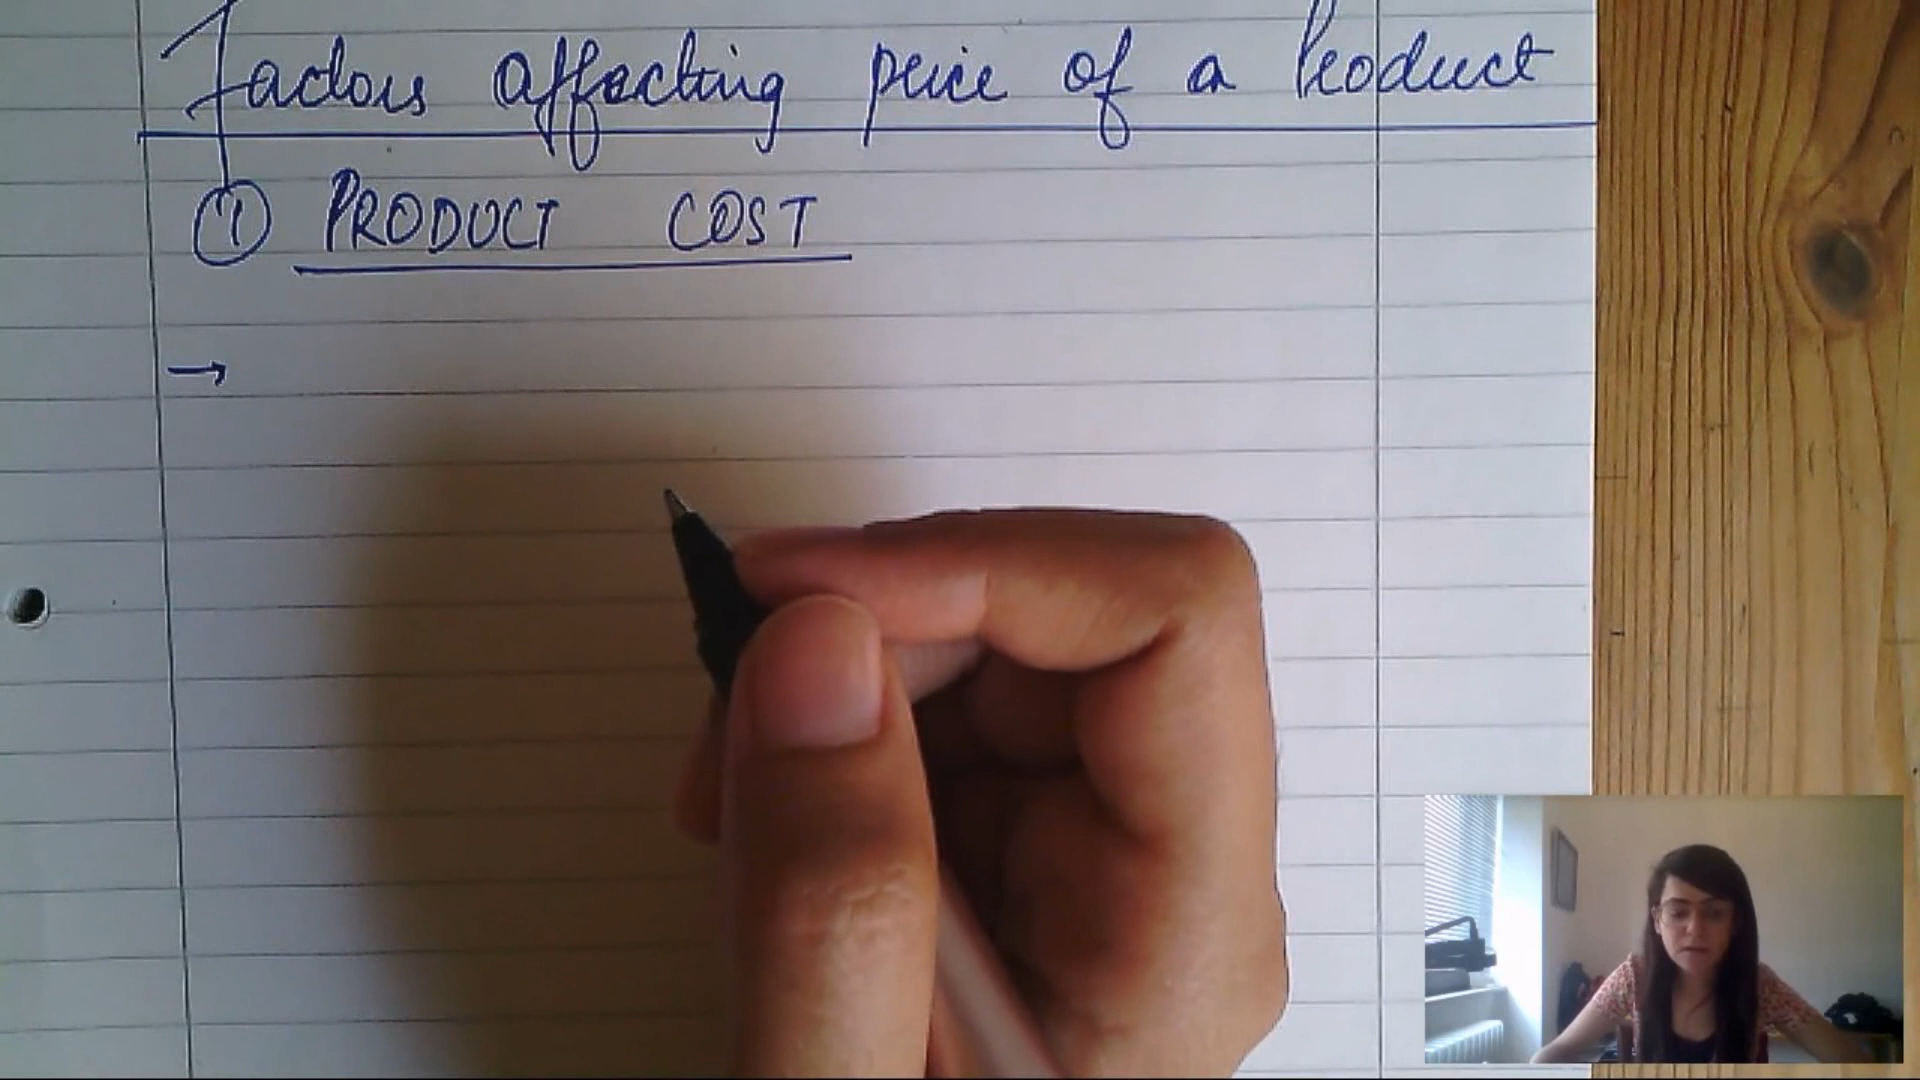 Factors affecting price of a Product
① PRODUCT COST
→